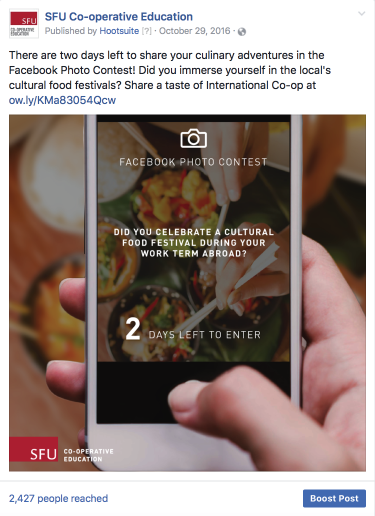 SFU
CO-OPERATIVE
EDUCATION
SFU Co-operative Education
Published by Hootsuite [?] · October 29, 2016 ·
There are two days left to share your culinary adventures in the
Facebook Photo Contest! Did you immerse yourself in the local's
cultural food festivals? Share a taste of International Co-op at
ow.ly/KMa83054Qcw
FACEBOOK PHOTO CONTEST
DID YOU CELEBRATE A CULTURAL
FOOD FESTIVAL DURING YOUR
WORK TERM ABROAD?
2 DAYS LEFT TO ENTER
SFU CO-OPERATIVE
EDUCATION
2,427 people reached
Boost Post